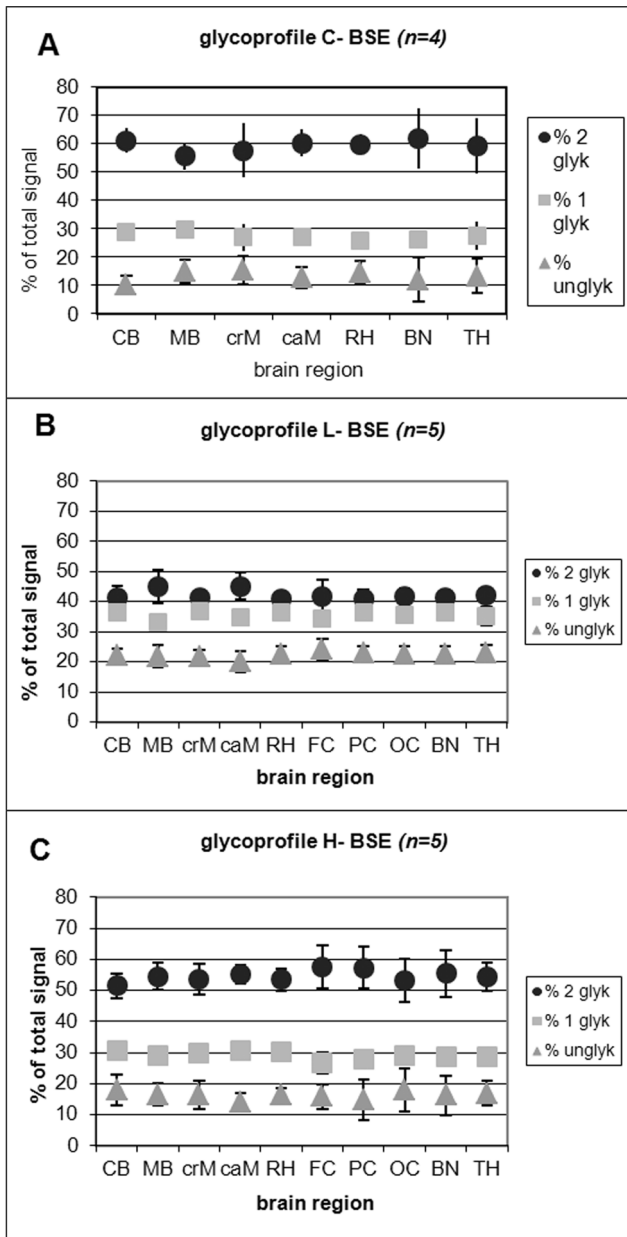 A
glycoprofile C- BSE (n=4)
80
70
60
50
40
30
20
10
0
% of total signal
CB MB crM caM RH BN TH
brain region
% 2 glyk
% 1 glyk
% unglyk
B
glycoprofile L- BSE (n=5)
80
70
60
50
40
30
20
10
0
% of total signal
CB MB crM caM RH FC PC OC BN TH
brain region
% 2 glyk
% 1 glyk
% unglyk
C
glycoprofile H- BSE (n=5)
80
70
60
50
40
30
20
10
0
% of total signal
CB MB crM caM RH FC PC OC BN TH
brain region
% 2 glyk
% 1 glyk
% unglyk